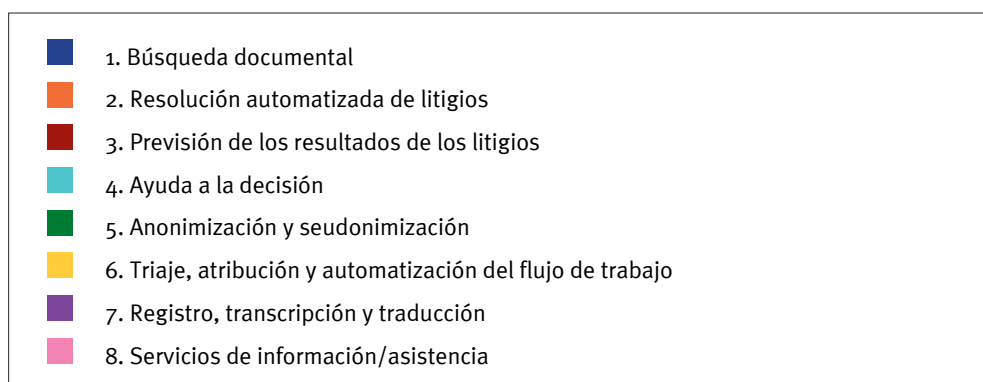 1. Búsqueda documental
2. Resolución automatizada de litigios
3. Previsión de los resultados de los litigios
4. Ayuda a la decisión
5. Anonimización y seudonimización
6. Triaje, atribución y automatización del flujo de trabajo
7. Registro, transcripción y traducción
8. Servicios de información/asistencia